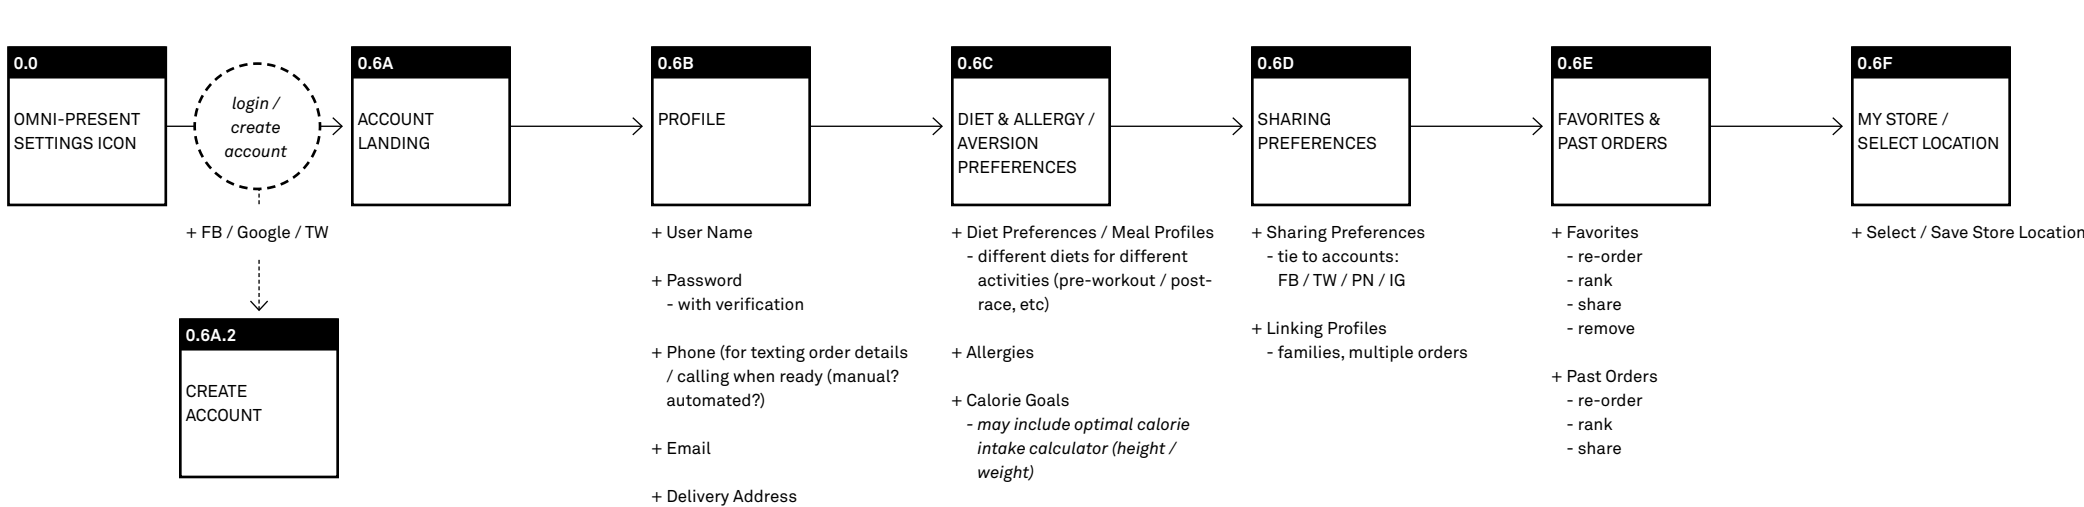 0.0
OMNI-PRESENT
SETTINGS ICON
login /
create
account
+ FB / Google / TW
0.6A.2
CREATE
ACCOUNT
0.6A
ACCOUNT
LANDING
0.6B
PROFILE
+ User Name
+ Password
- with verification
+ Phone (for texting order details
/ calling when ready (manual?
automated?)
+ Email
+ Delivery Address
0.6C
DIET & ALLERGY /
AVERSION
PREFERENCES
+ Diet Preferences / Meal Profiles
- different diets for different
activities (pre-workout / post-
race, etc)
+ Allergies
+ Calorie Goals
- may include optimal calorie
intake calculator (height /
weight)
0.6D
SHARING
PREFERENCES
+ Sharing Preferences
- tie to accounts:
FB / TW / PN / IG
+ Linking Profiles
- families, multiple orders
0.6E
FAVORITES &
PAST ORDERS
+ Favorites
- re-order
- rank
- share
- remove
+ Past Orders
- re-order
- rank
- share
0.6F
MY STORE /
SELECT LOCATION
+ Select / Save Store Location